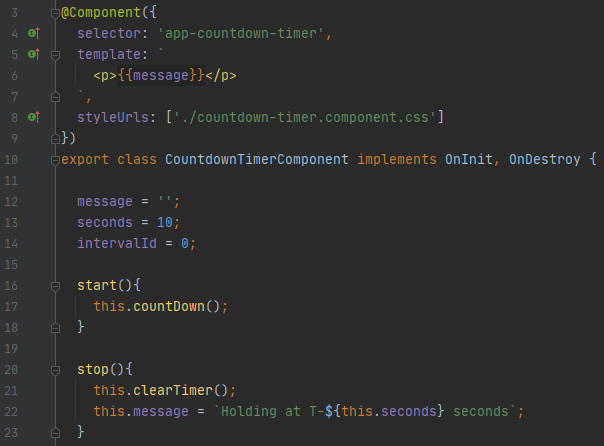 3 @Component({
4 selector: 'app-countdown-timer',
5 template: `
6 <p>{{message}}</p>
7 `,
8 styleUrls: ['./countdown-timer.component.css']
9 })
10 export class CountdownTimerComponent implements OnInit, OnDestroy {
11
12 message = '';
13 seconds = 10;
14 intervalId = 0;
15
16 start(){
17 this.countDown();
18 }
19
20 stop(){
21 this.clearTimer();
22 this.message = `Holding at T-${this.seconds} seconds`;
23 }